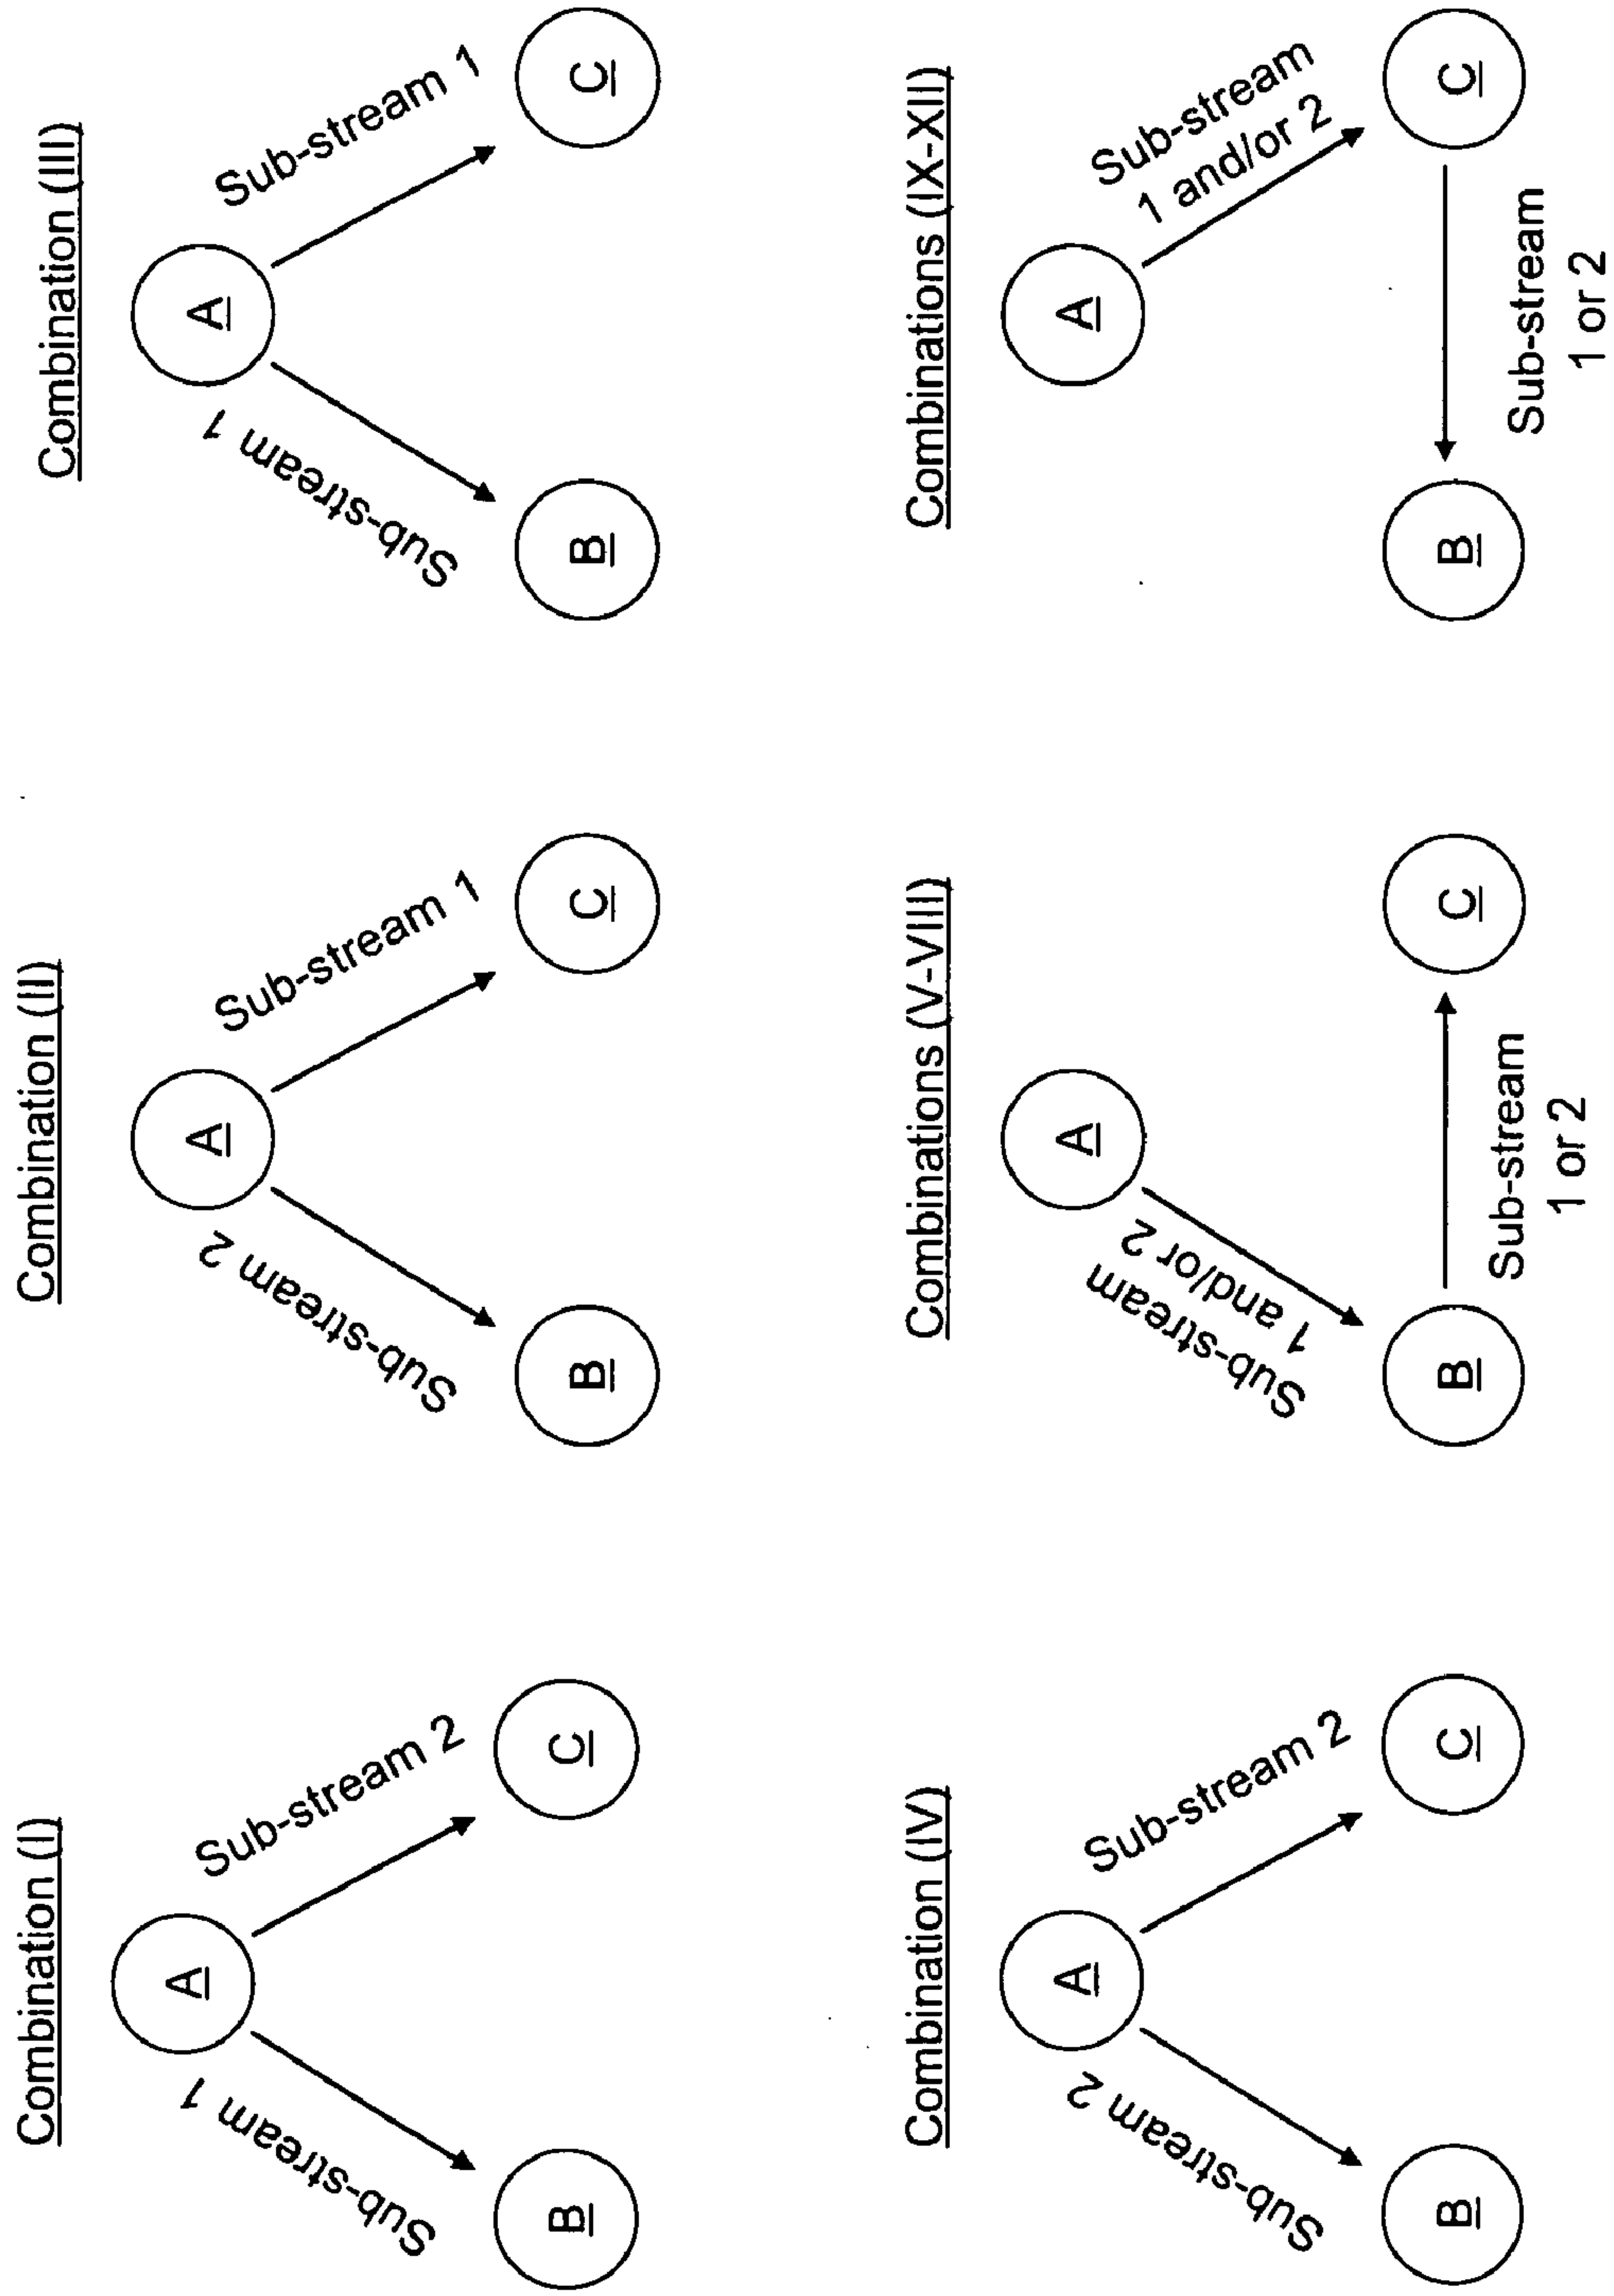 Combination (I)
A
Sub-stream 1
Sub-stream 2
B
C
Combination (II)
A
Sub-stream 2
Sub-stream 1
B
C
Combination (III)
A
Sub-stream 1
Sub-stream 1
B
C
Combination (IV)
A
Sub-stream 2
Sub-stream 2
B
C
Combinations (V-VIII)
A
Sub-stream
1 and/or 2
B
C
Sub-stream
1 or 2
Combinations (IX-XII)
A
Sub-stream
1 and/or 2
B
C
Sub-stream
1 or 2